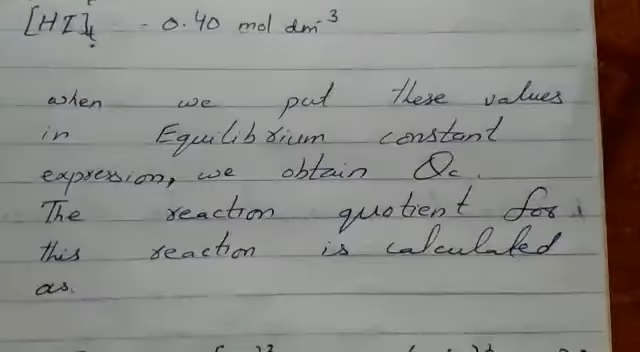 [HI]t = 0.40 mol dm⁻³
when we put these values
in Equilibrium constant
expression, we obtain Qc.
The reaction quotient for
this reaction is calculated
as.